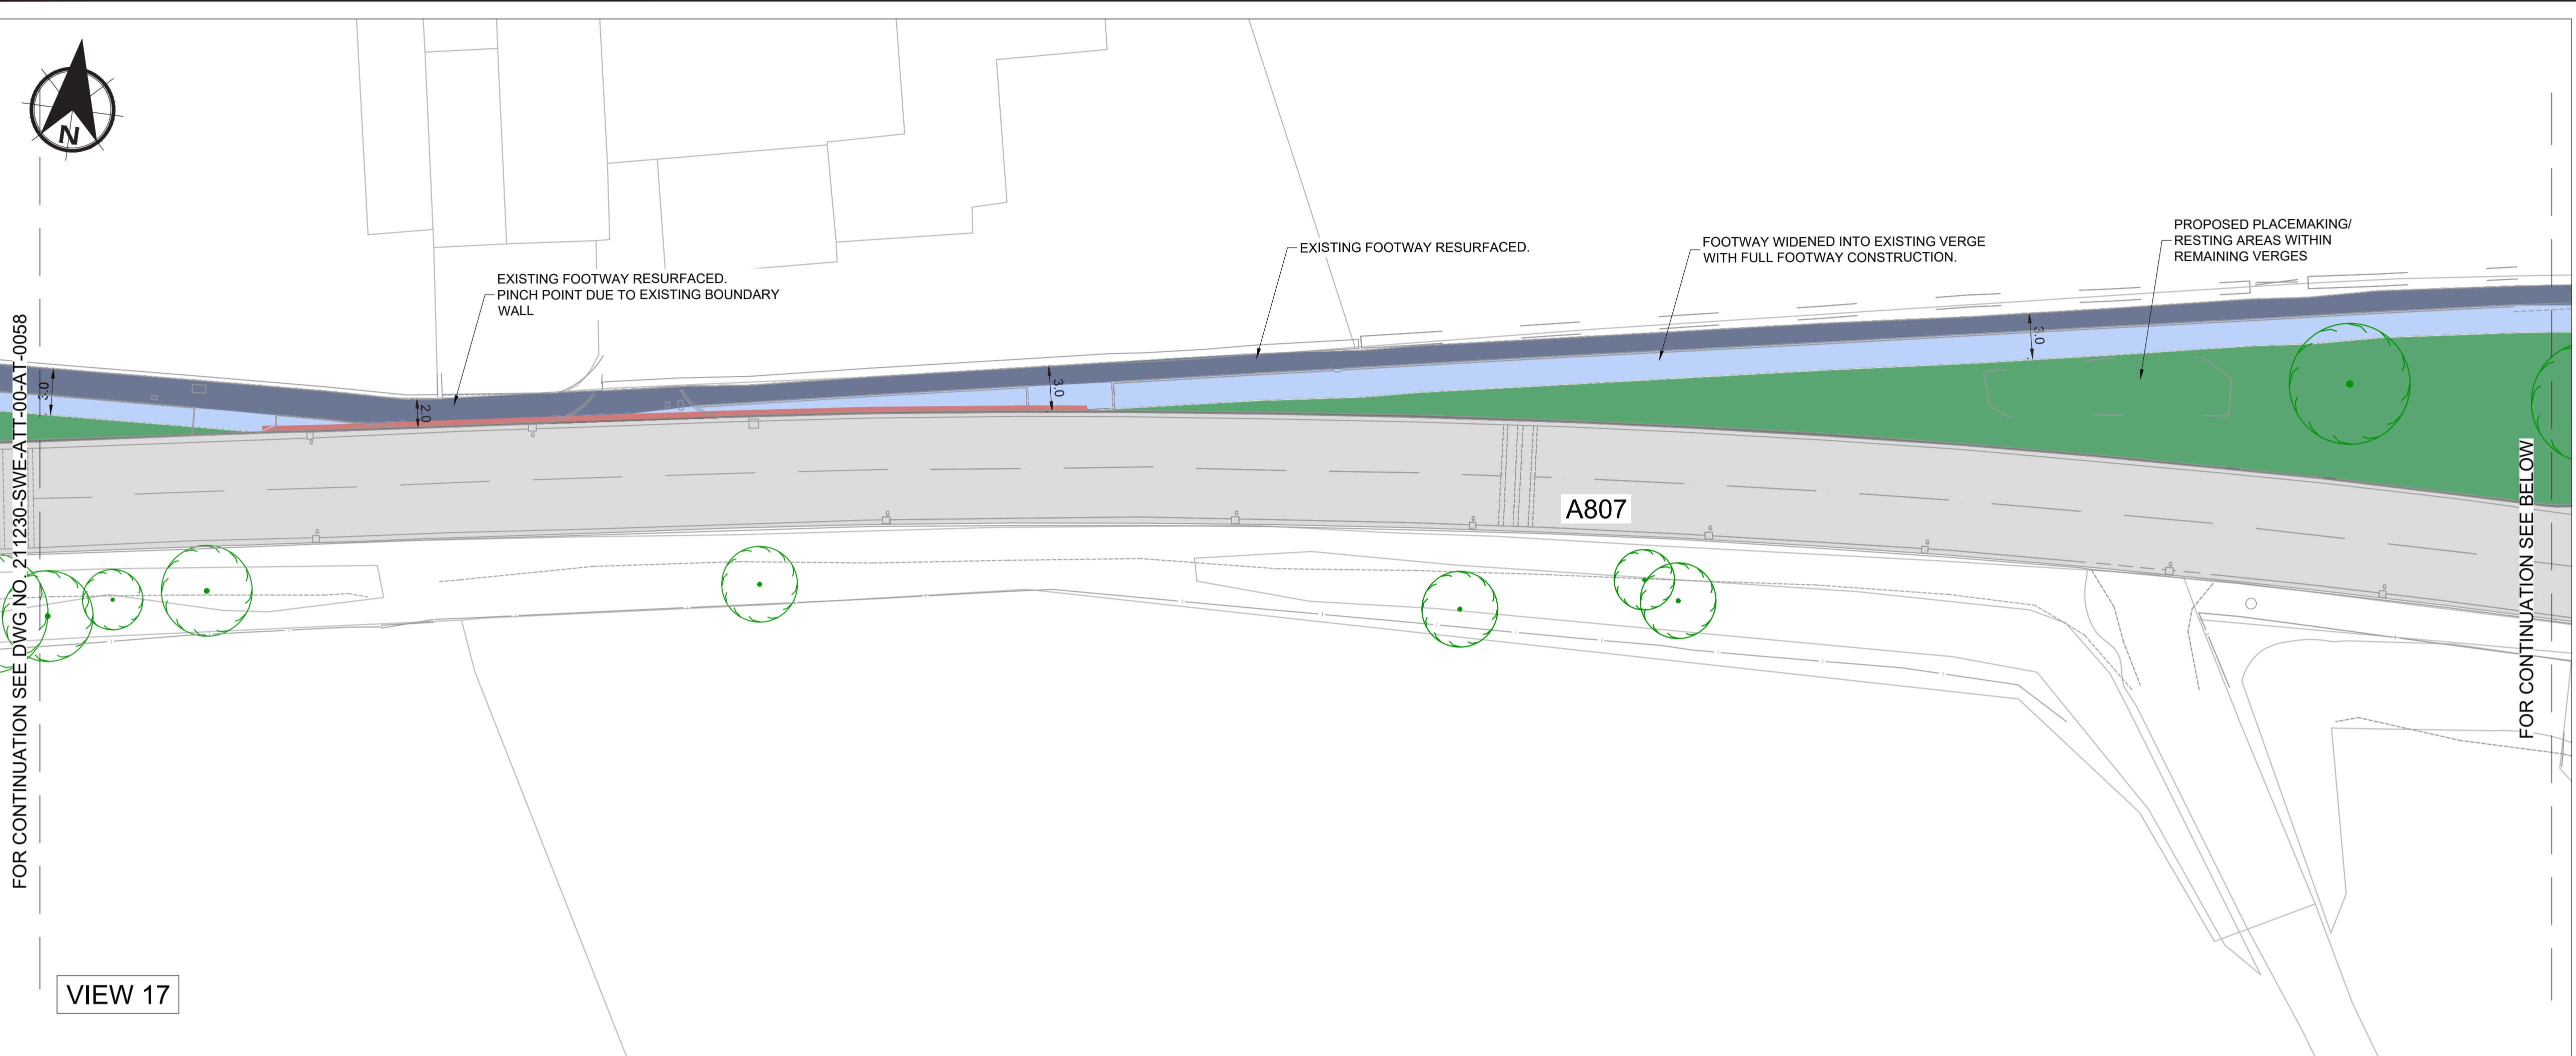 N
EXISTING FOOTWAY RESURFACED.
PINCH POINT DUE TO EXISTING BOUNDARY
WALL
EXISTING FOOTWAY RESURFACED.
FOOTWAY WIDENED INTO EXISTING VERGE
WITH FULL FOOTWAY CONSTRUCTION.
PROPOSED PLACEMAKING/
RESTING AREAS WITHIN
REMAINING VERGES
3.0
2.0
3.0
3.0
A807
FOR CONTINUATION SEE DWG NO. 211230-SWE-ATT-00-AT-0058
FOR CONTINUATION SEE BELOW
VIEW 17